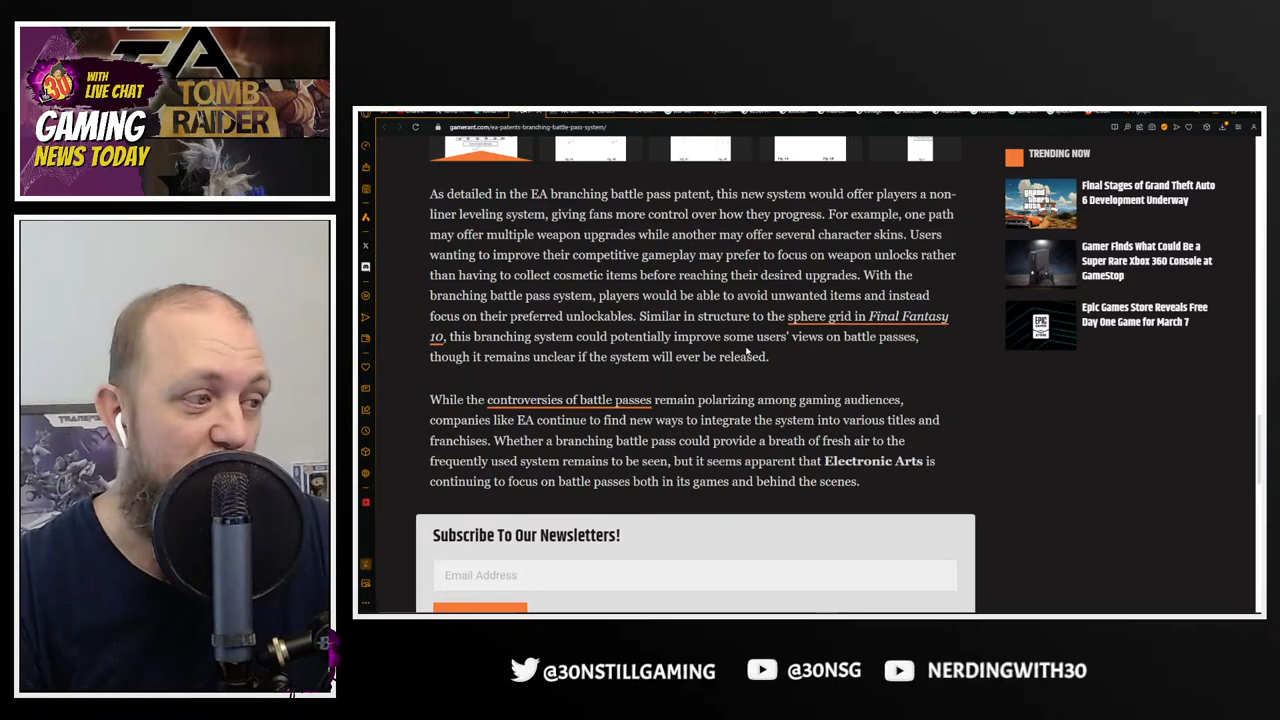 EA
30
WITH
LIVE CHAT
GAMING
NEWS TODAY
TOMB
RAIDER
gamerant.com/ea-patents-branching-battle-pass-system/
As detailed in the EA branching battle pass patent, this new system would offer players a non-
liner leveling system, giving fans more control over how they progress. For example, one path
may offer multiple weapon upgrades while another may offer several character skins. Users
wanting to improve their competitive gameplay may prefer to focus on weapon unlocks rather
than having to collect cosmetic items before reaching their desired upgrades. With the
branching battle pass system, players would be able to avoid unwanted items and instead
focus on their preferred unlockables. Similar in structure to the sphere grid in Final Fantasy
10, this branching system could potentially improve some users' views on battle passes,
though it remains unclear if the system will ever be released.
While the controversies of battle passes remain polarizing among gaming audiences,
companies like EA continue to find new ways to integrate the system into various titles and
franchises. Whether a branching battle pass could provide a breath of fresh air to the
frequently used system remains to be seen, but it seems apparent that Electronic Arts is
continuing to focus on battle passes both in its games and behind the scenes.
Subscribe To Our Newsletters!
Email Address
TRENDING NOW
Final Stages of Grand Theft Auto
6 Development Underway
Gamer Finds What Could Be a
Super Rare Xbox 360 Console at
GameStop
Epic Games Store Reveals Free
Day One Game for March 7
EPIC
GAMES
@30NSTILLGAMING
@30NSG
NERDINGWITH30